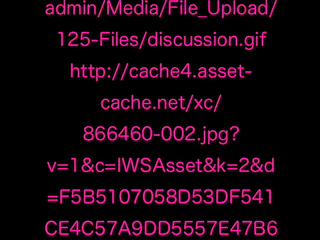 admin/Media/File_Upload/
125-Files/discussion.gif
http://cache4.asset-
cache.net/xc/
866460-002.jpg?
v=1&c=IWSAsset&k=2&d
=F5B5107058D53DF541
CE4C57A9DD5557E47B6